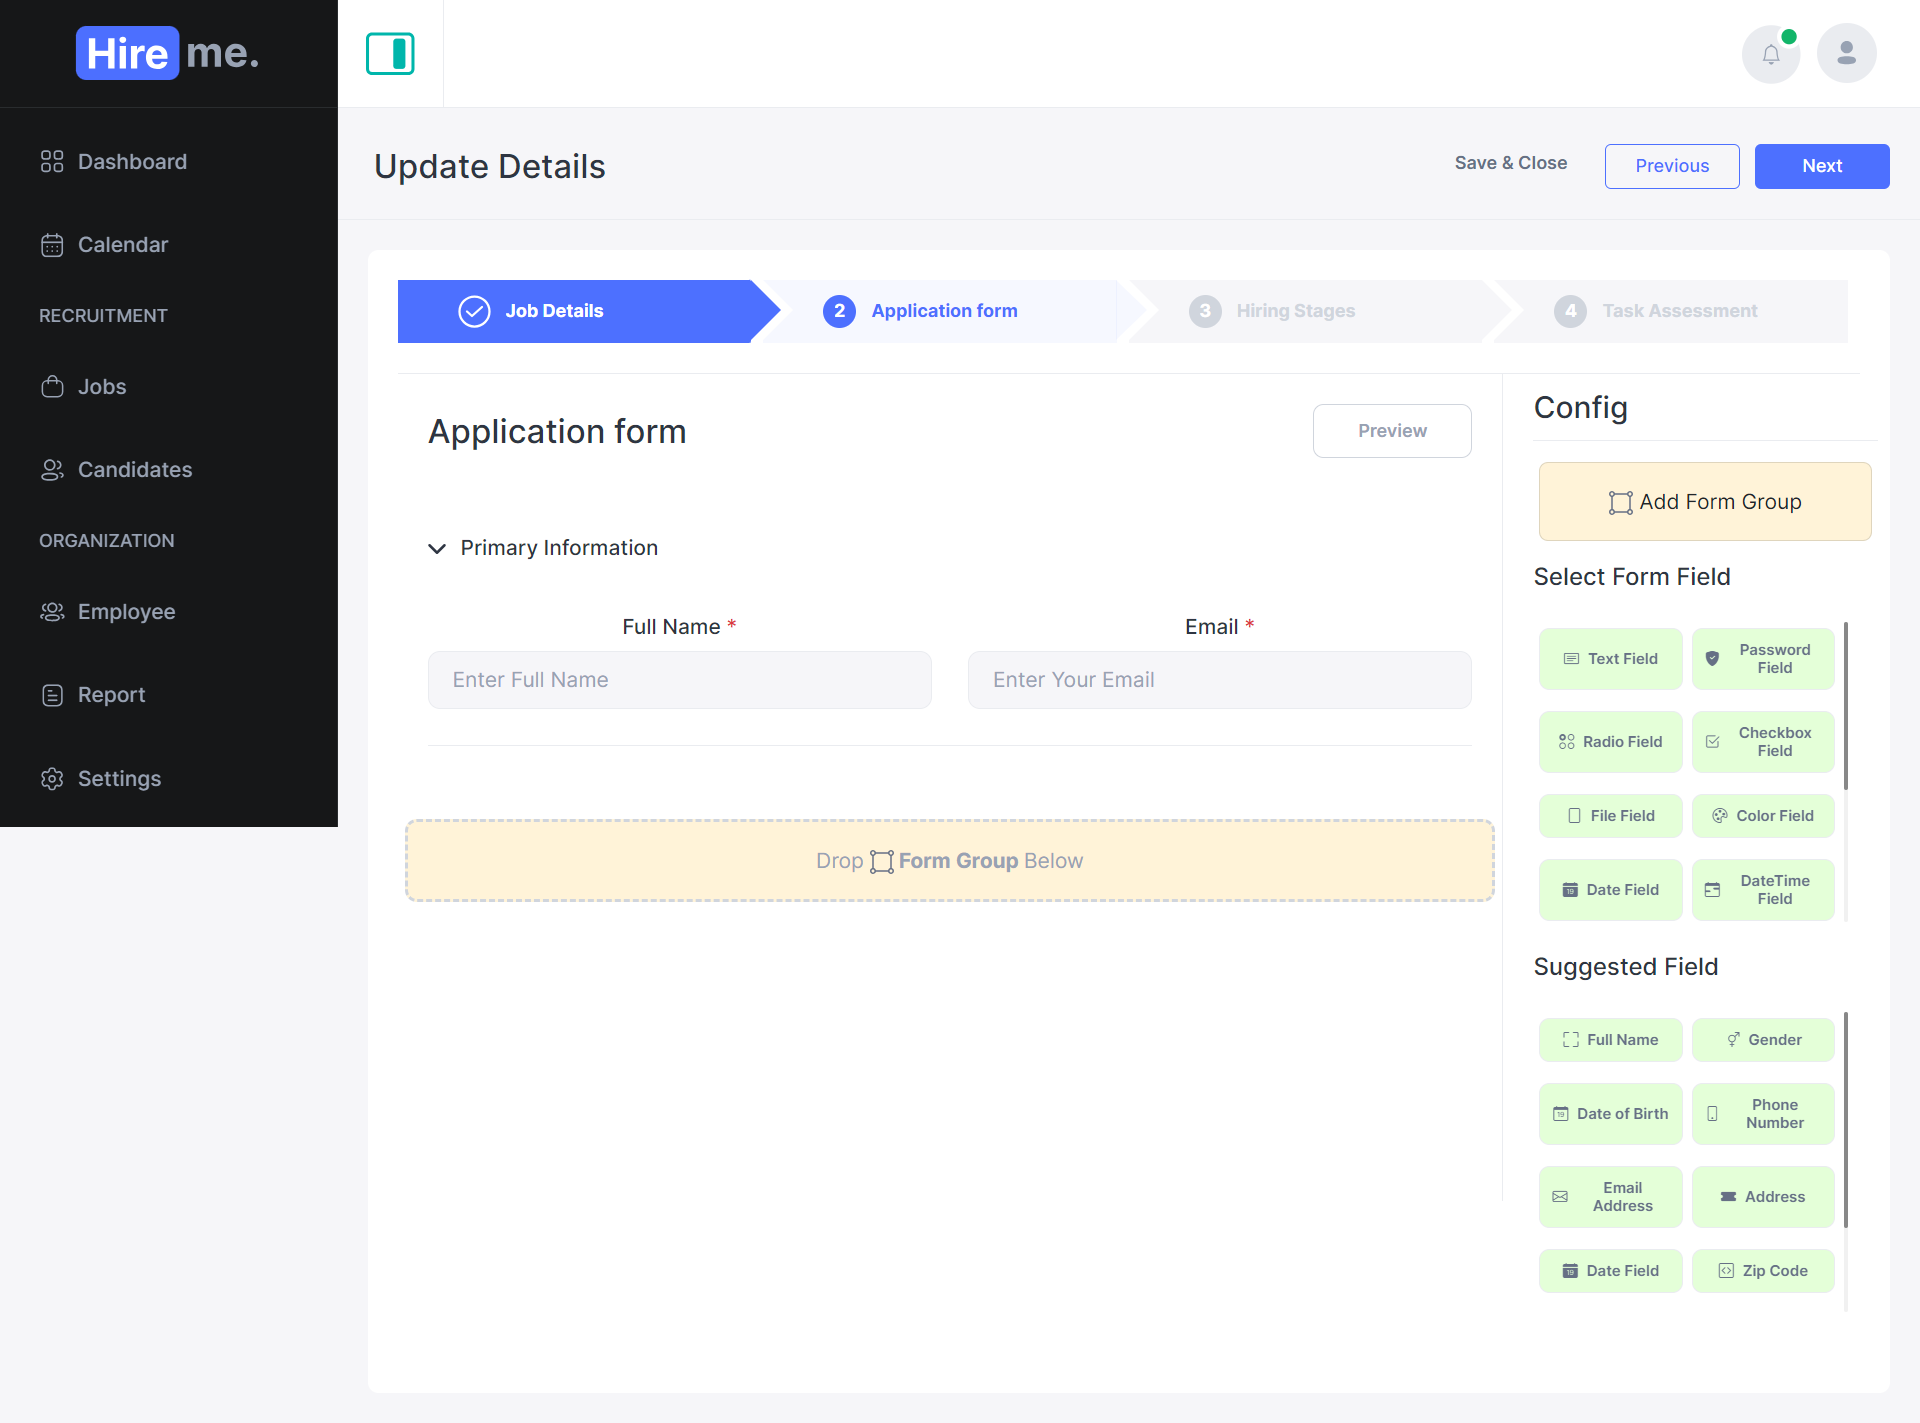 Hire me.
Dashboard
Calendar
RECRUITMENT
Jobs
Candidates
ORGANIZATION
Employee
Report
Settings
Update Details
Save & Close
Previous
Next
Job Details
2 Application form
3 Hiring Stages
4 Task Assessment
Application form
Preview
Primary Information
Full Name *
Enter Full Name
Email *
Enter Your Email
Drop Form Group Below
Config
Add Form Group
Select Form Field
Text Field
Password
Field
Radio Field
Checkbox
Field
File Field
Color Field
19 Date Field
DateTime
Field
Suggested Field
Full Name
Gender
19 Date of Birth
Phone
Number
Email
Address
Address
19 Date Field
Zip Code